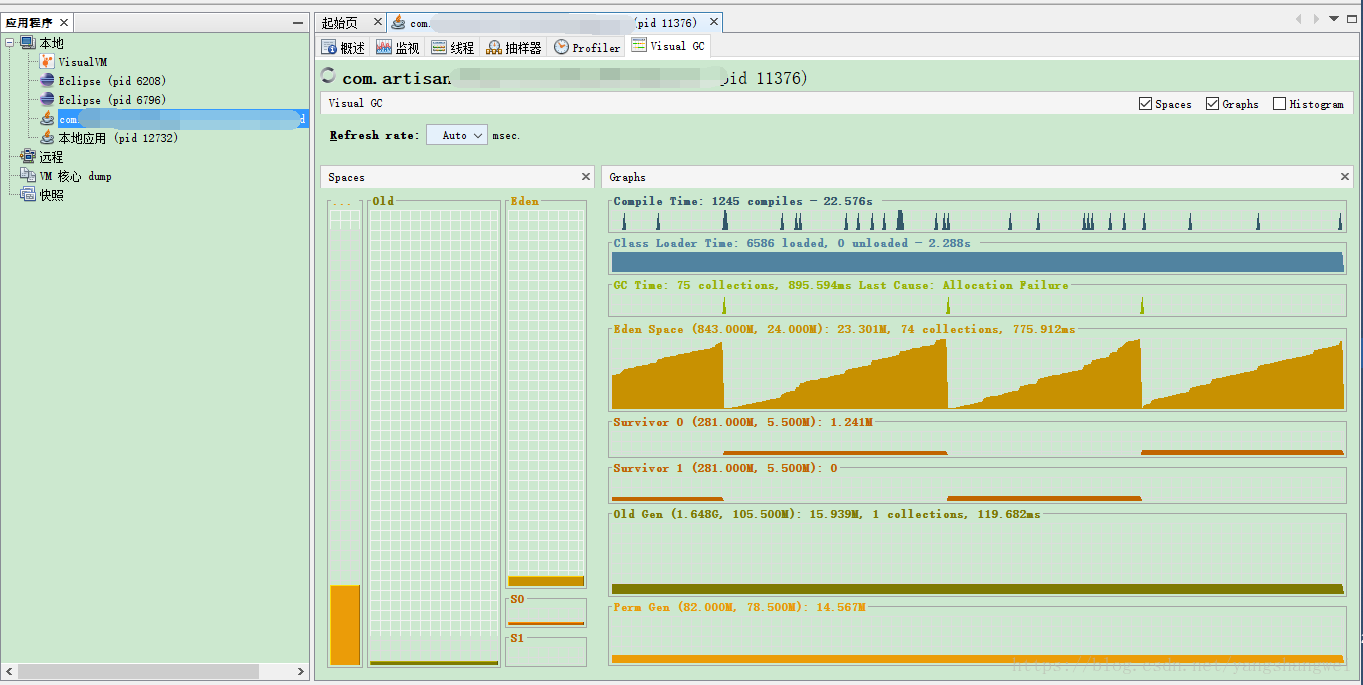 应用程序
本地
VisualVM
Eclipse (pid 6208)
Eclipse (pid 6796)
com
d
本地应用 (pid 12732)
远程
VM 核心 dump
快照
起始页
com.
(pid 11376)
概述
监视
线程
抽样器
Profiler
Visual GC
com.artisan
pid 11376)
Visual GC
Spaces
Graphs
Histogram
Refresh rate:
Auto
msec.
Spaces
...
Old
Eden
S0
S1
Graphs
Compile Time: 1245 compiles - 22.576s
Class Loader Time: 6586 loaded, 0 unloaded - 2.288s
GC Time: 75 collections, 895.594ms Last Cause: Allocation Failure
Eden Space (843.000M, 24.000M): 23.301M, 74 collections, 775.912ms
Survivor 0 (281.000M, 5.500M): 1.241M
Survivor 1 (281.000M, 5.500M): 0
Old Gen (1.648G, 105.500M): 15.939M, 1 collections, 119.682ms
Perm Gen (82.000M, 78.500M): 14.567M
https://blog.csdn.net/yangshangwei